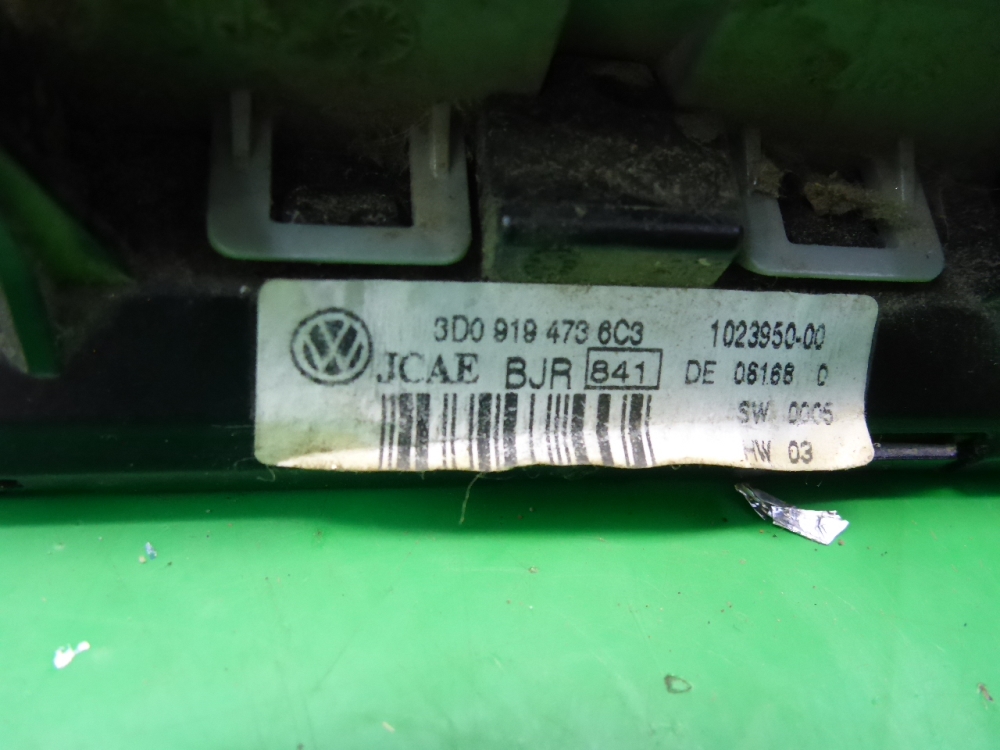 3D0 919 473 6C3 1023950-00
JCAE BJR 841 DE 06168 0
SW 0005
HW 03